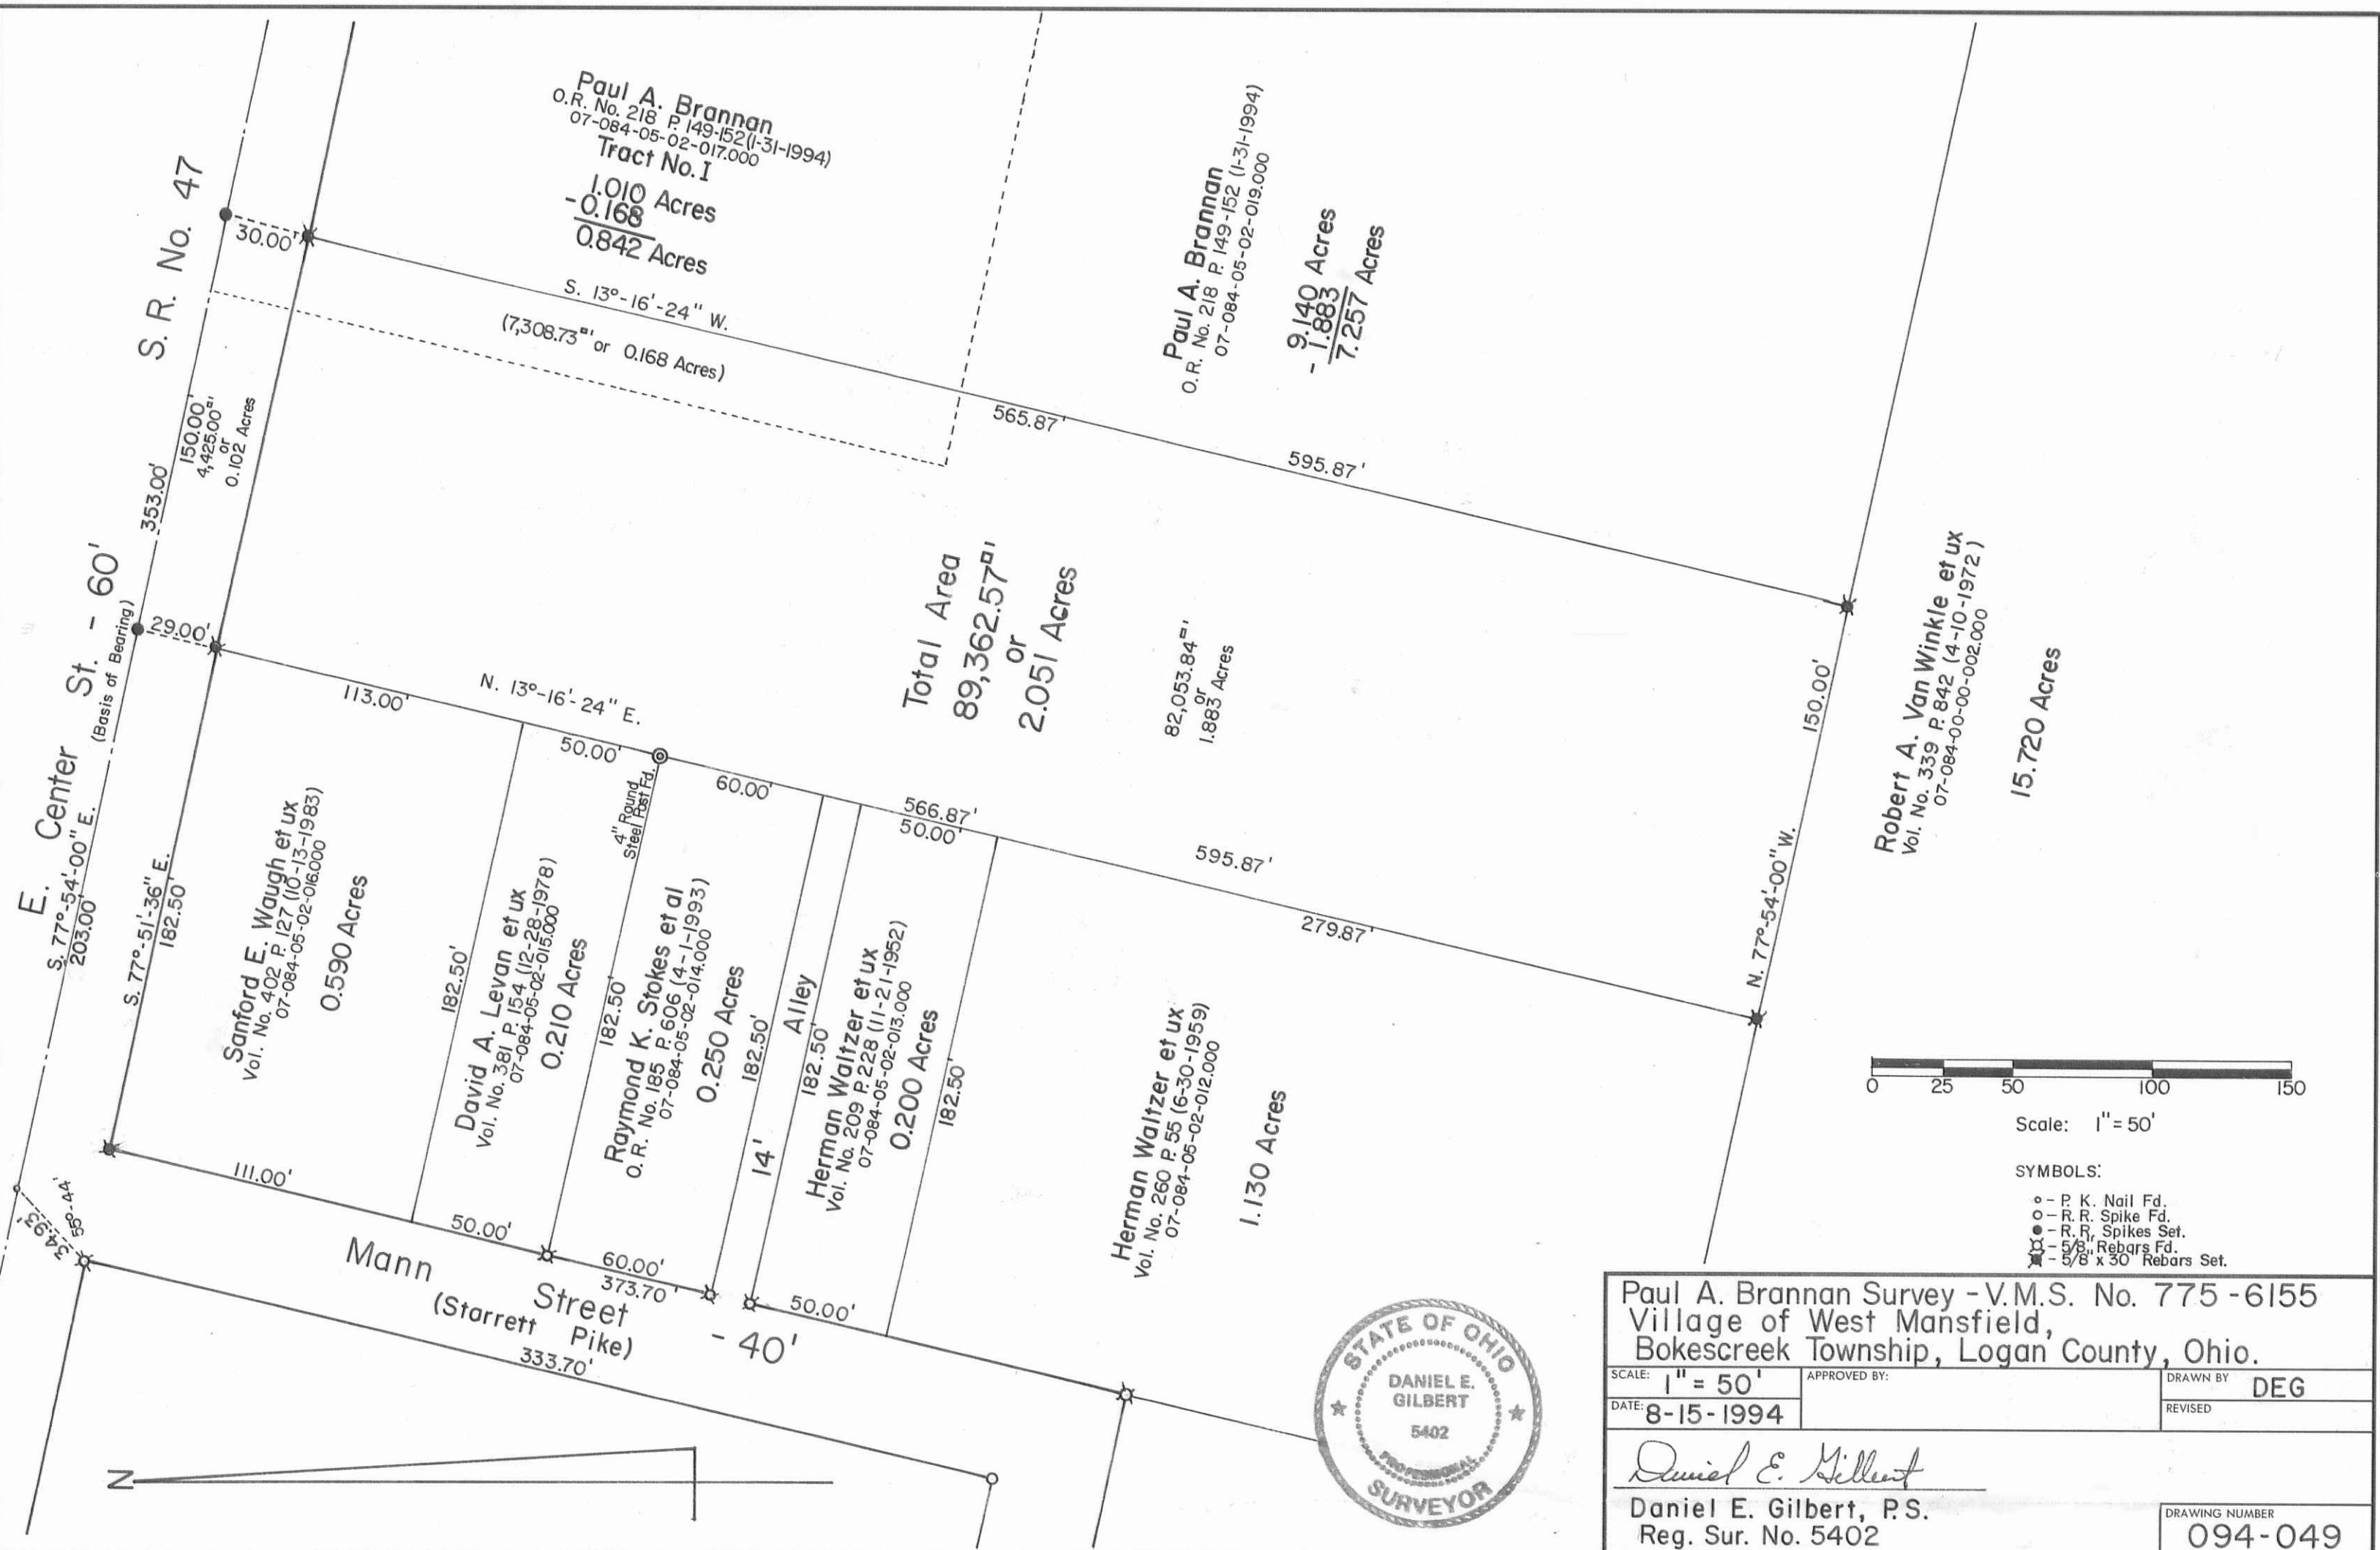 Paul A. Brannan
O.R. No. 218 P. 149-152 (1-31-1994)
07-084-05-02-017.000
Tract No. I
1.010 Acres
-0.168
0.842 Acres
S. R. No. 47
30.00'
S. 13°-16'-24" W.
(7,308.73□' or 0.168 Acres)
Paul A. Brannan
O.R. No. 218 P. 149-152 (1-31-1994)
07-084-05-02-019.000
9.140 Acres
- 1.883
7.257 Acres
565.87'
595.87'
150.00'
4,425.00□'
or
0.102 Acres
353.00'
E. Center St. - 60'
(Basis of Bearing)
S. 77°-54'-00" E.
203.00'
29.00'
S. 77°-51'-36" E.
182.50'
113.00'
N. 13°-16'-24" E.
50.00'
4" Round
Steel Post Fd.
60.00'
566.87'
50.00'
595.87'
279.87'
Total Area
89,362.57□'
or
2.051 Acres
82,053.84□'
or
1.883 Acres
150.00'
N. 77°-54'-00" W.
Robert A. Van Winkle et ux
Vol. No. 339 P. 842 (4-10-1972)
07-084-00-00-002.000
15.720 Acres
Sanford E. Waugh et ux
Vol. No. 402 P. 127 (10-13-1983)
07-084-05-02-016.000
0.590 Acres
182.50'
David A. Levan et ux
Vol. No. 381 P. 154 (12-28-1978)
07-084-05-02-015.000
0.210 Acres
182.50'
Raymond K. Stokes et al
O. R. No. 185 P. 606 (4-1-1993)
07-084-05-02-014.000
0.250 Acres
182.50'
14' Alley
182.50'
Herman Waltzer et ux
Vol. No. 209 P. 228 (11-21-1952)
07-084-05-02-013.000
0.200 Acres
182.50'
Herman Waltzer et ux
Vol. No. 260 P. 55 (6-30-1959)
07-084-05-02-012.000
1.130 Acres
34.93'
55°-44'
111.00'
50.00'
60.00'
373.70'
50.00'
Mann Street - 40'
(Starrett Pike)
333.70'
N
0 25 50 100 150
Scale: 1" = 50'
SYMBOLS:
o - P. K. Nail Fd.
O - R. R. Spike Fd.
● - R. R. Spikes Set.
- 5/8" Rebars Fd.
- 5/8" x 30" Rebars Set.
STATE OF OHIO
DANIEL E.
GILBERT
5402
PROFESSIONAL
SURVEYOR
Paul A. Brannan Survey - V.M.S. No. 775-6155
Village of West Mansfield,
Bokescreek Township, Logan County, Ohio.
SCALE: 1" = 50'
APPROVED BY:
DRAWN BY DEG
DATE: 8-15-1994
REVISED
Daniel E. Gilbert
Daniel E. Gilbert, P.S.
Reg. Sur. No. 5402
DRAWING NUMBER
094-049